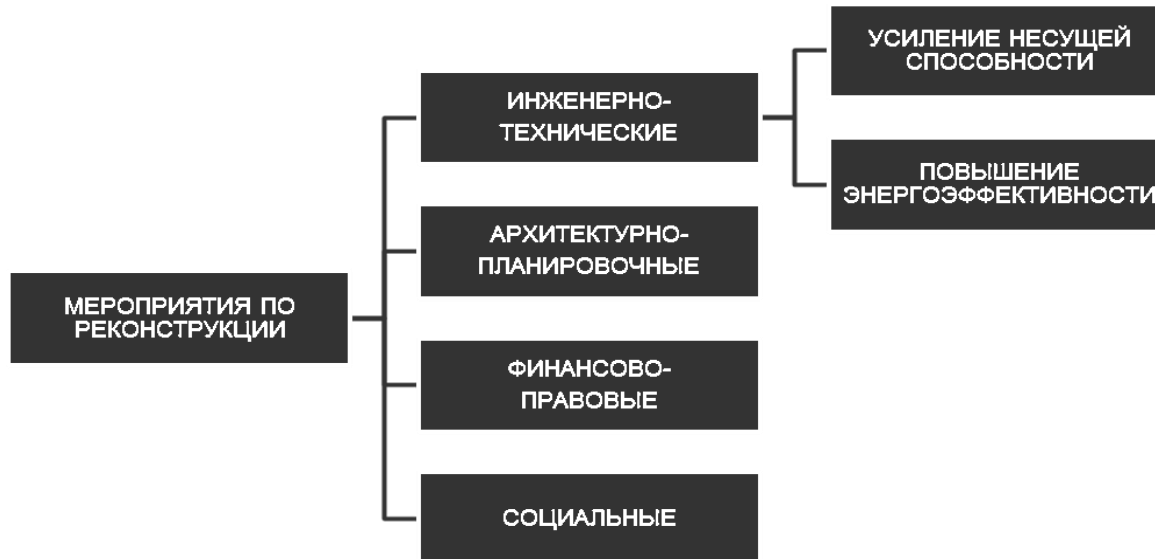 МЕРОПРИЯТИЯ ПО
РЕКОНСТРУКЦИИ
ИНЖЕНЕРНО-
ТЕХНИЧЕСКИЕ
УСИЛЕНИЕ НЕСУЩЕЙ
СПОСОБНОСТИ
ПОВЫШЕНИЕ
ЭНЕРГОЭФФЕКТИВНОСТИ
АРХИТЕКТУРНО-
ПЛАНИРОВОЧНЫЕ
ФИНАНСОВО-
ПРАВОВЫЕ
СОЦИАЛЬНЫЕ